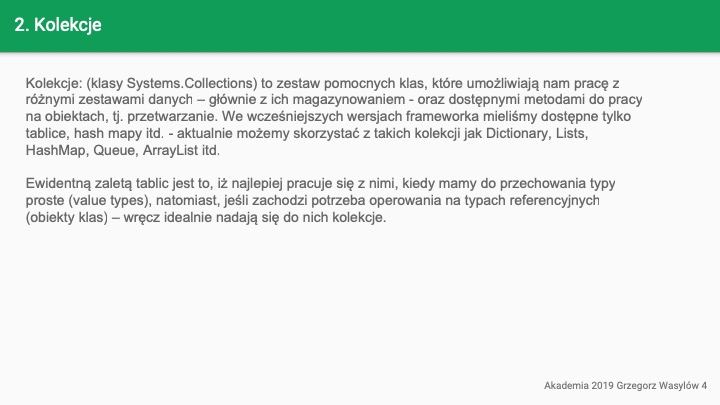 2. Kolekcje
Kolekcje: (klasy Systems.Collections) to zestaw pomocnych klas, które umożliwiają nam pracę z
różnymi zestawami danych – głównie z ich magazynowaniem - oraz dostępnymi metodami do pracy
na obiektach, tj. przetwarzanie. We wcześniejszych wersjach frameworka mieliśmy dostępne tylko
tablice, hash mapy itd. - aktualnie możemy skorzystać z takich kolekcji jak Dictionary, Lists,
HashMap, Queue, ArrayList itd.
Ewidentną zaletą tablic jest to, iż najlepiej pracuje się z nimi, kiedy mamy do przechowania typy
proste (value types), natomiast, jeśli zachodzi potrzeba operowania na typach referencyjnych
(obiekty klas) – wręcz idealnie nadają się do nich kolekcje.
Akademia 2019 Grzegorz Wasylów 4